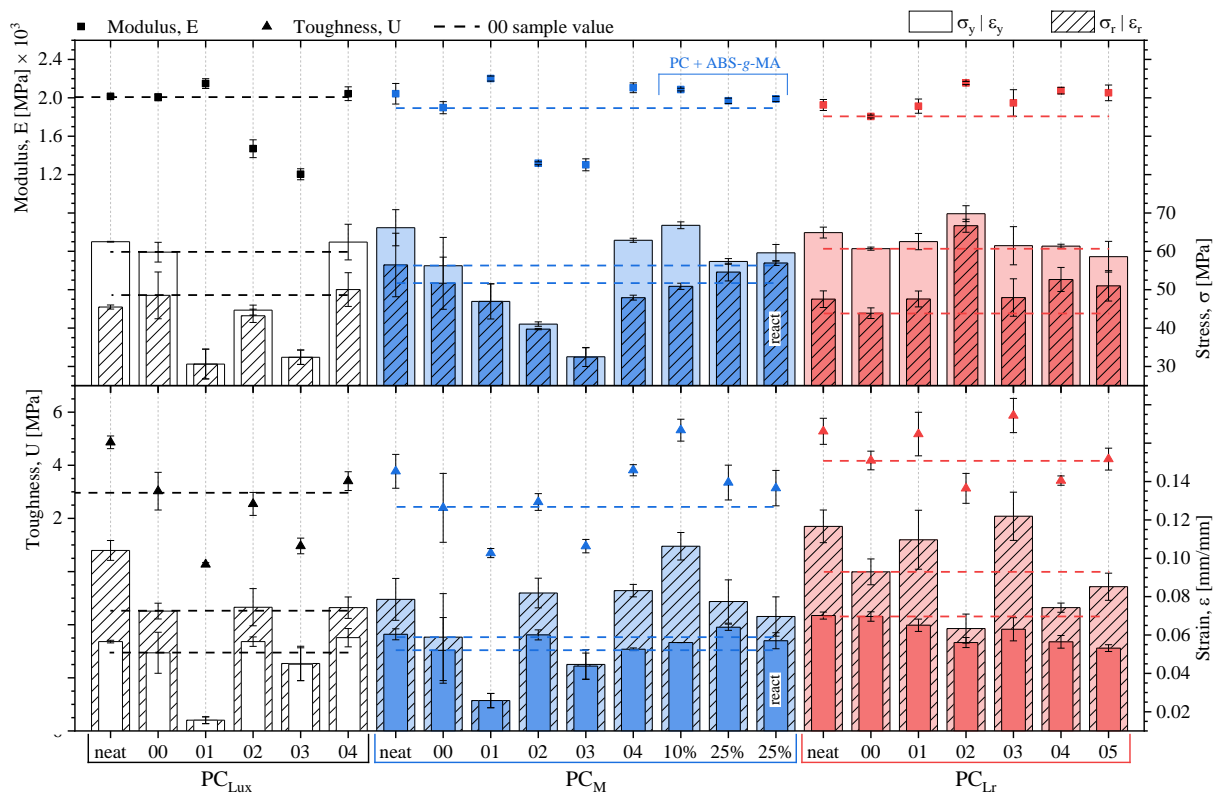 Modulus, E
Toughness, U
00 sample value
σy | εy
σr | εr
Modulus, E [MPa] × 10³
2.4
2.0
1.6
1.2
PC + ABS-g-MA
react
70
60
50
40
30
Stress, σ [MPa]
Toughness, U [MPa]
6
4
2
react
0.14
0.12
0.10
0.08
0.06
0.04
0.02
Strain, ε [mm/mm]
neat 00 01 02 03 04 neat 00 01 02 03 04 10% 25% 25% neat 00 01 02 03 04 05
PCLux PCM PCLr